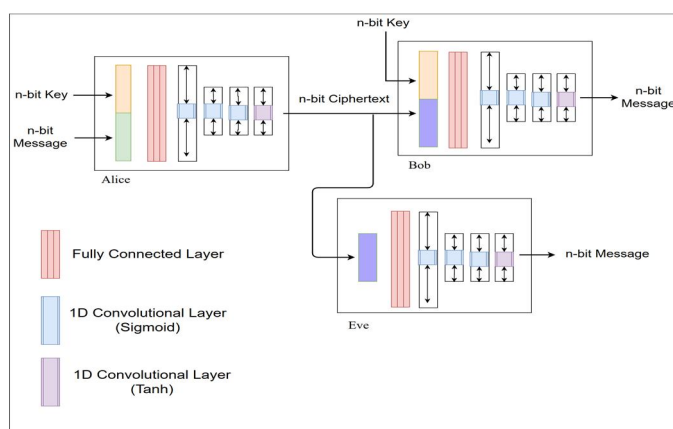 n-bit Key
n-bit Key
n-bit
Message
Alice
n-bit Ciphertext
n-bit
Message
Bob
n-bit Message
Eve
Fully Connected Layer
1D Convolutional Layer
(Sigmoid)
1D Convolutional Layer
(Tanh)